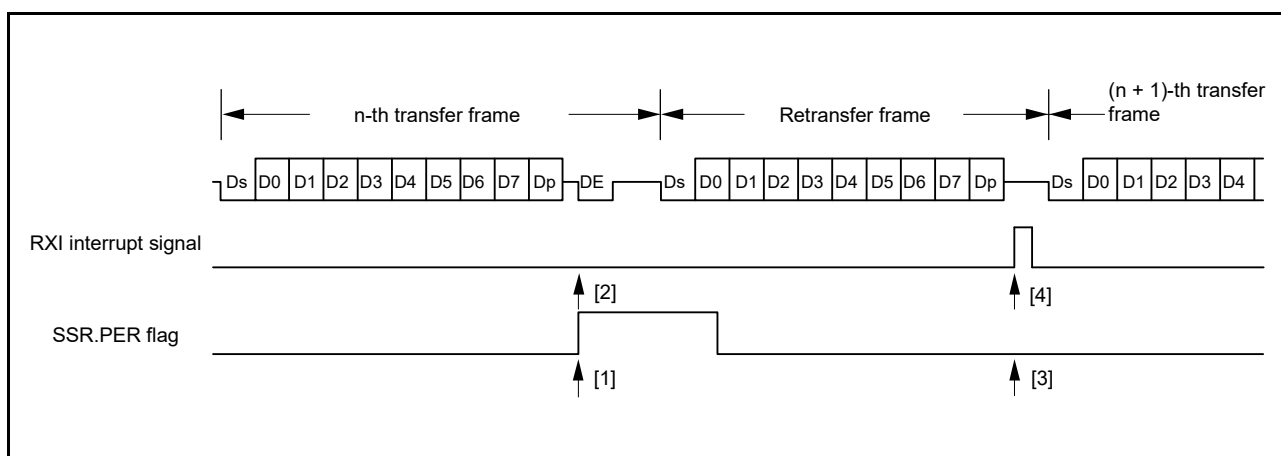 n-th transfer frame Retransfer frame (n + 1)-th transfer
frame
Ds D0 D1 D2 D3 D4 D5 D6 D7 Dp DE Ds D0 D1 D2 D3 D4 D5 D6 D7 Dp Ds D0 D1 D2 D3 D4
RXI interrupt signal
[2] [4]
SSR.PER flag
[1] [3]